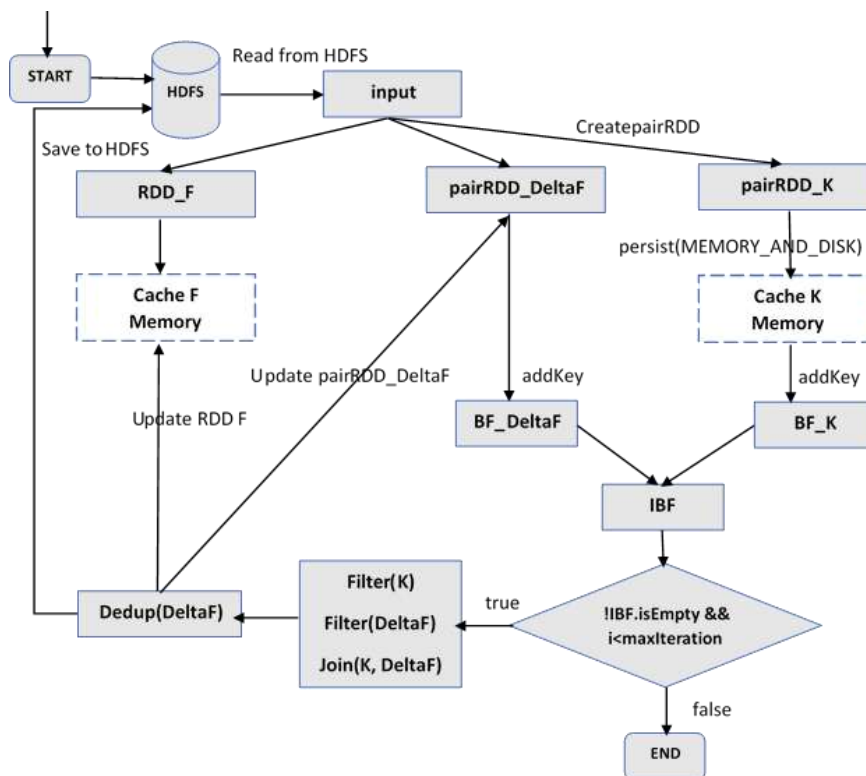 START
HDFS
Read from HDFS
input
CreatepairRDD
Save to HDFS
RDD_F
pairRDD_DeltaF
pairRDD_K
persist(MEMORY_AND_DISK)
Cache F
Memory
Cache K
Memory
Update pairRDD_DeltaF
addKey
addKey
Update RDD F
BF_DeltaF
BF_K
IBF
Filter(K)
Filter(DeltaF)
Join(K, DeltaF)
Dedup(DeltaF)
true
!IBF.isEmpty &&
i<maxIteration
false
END